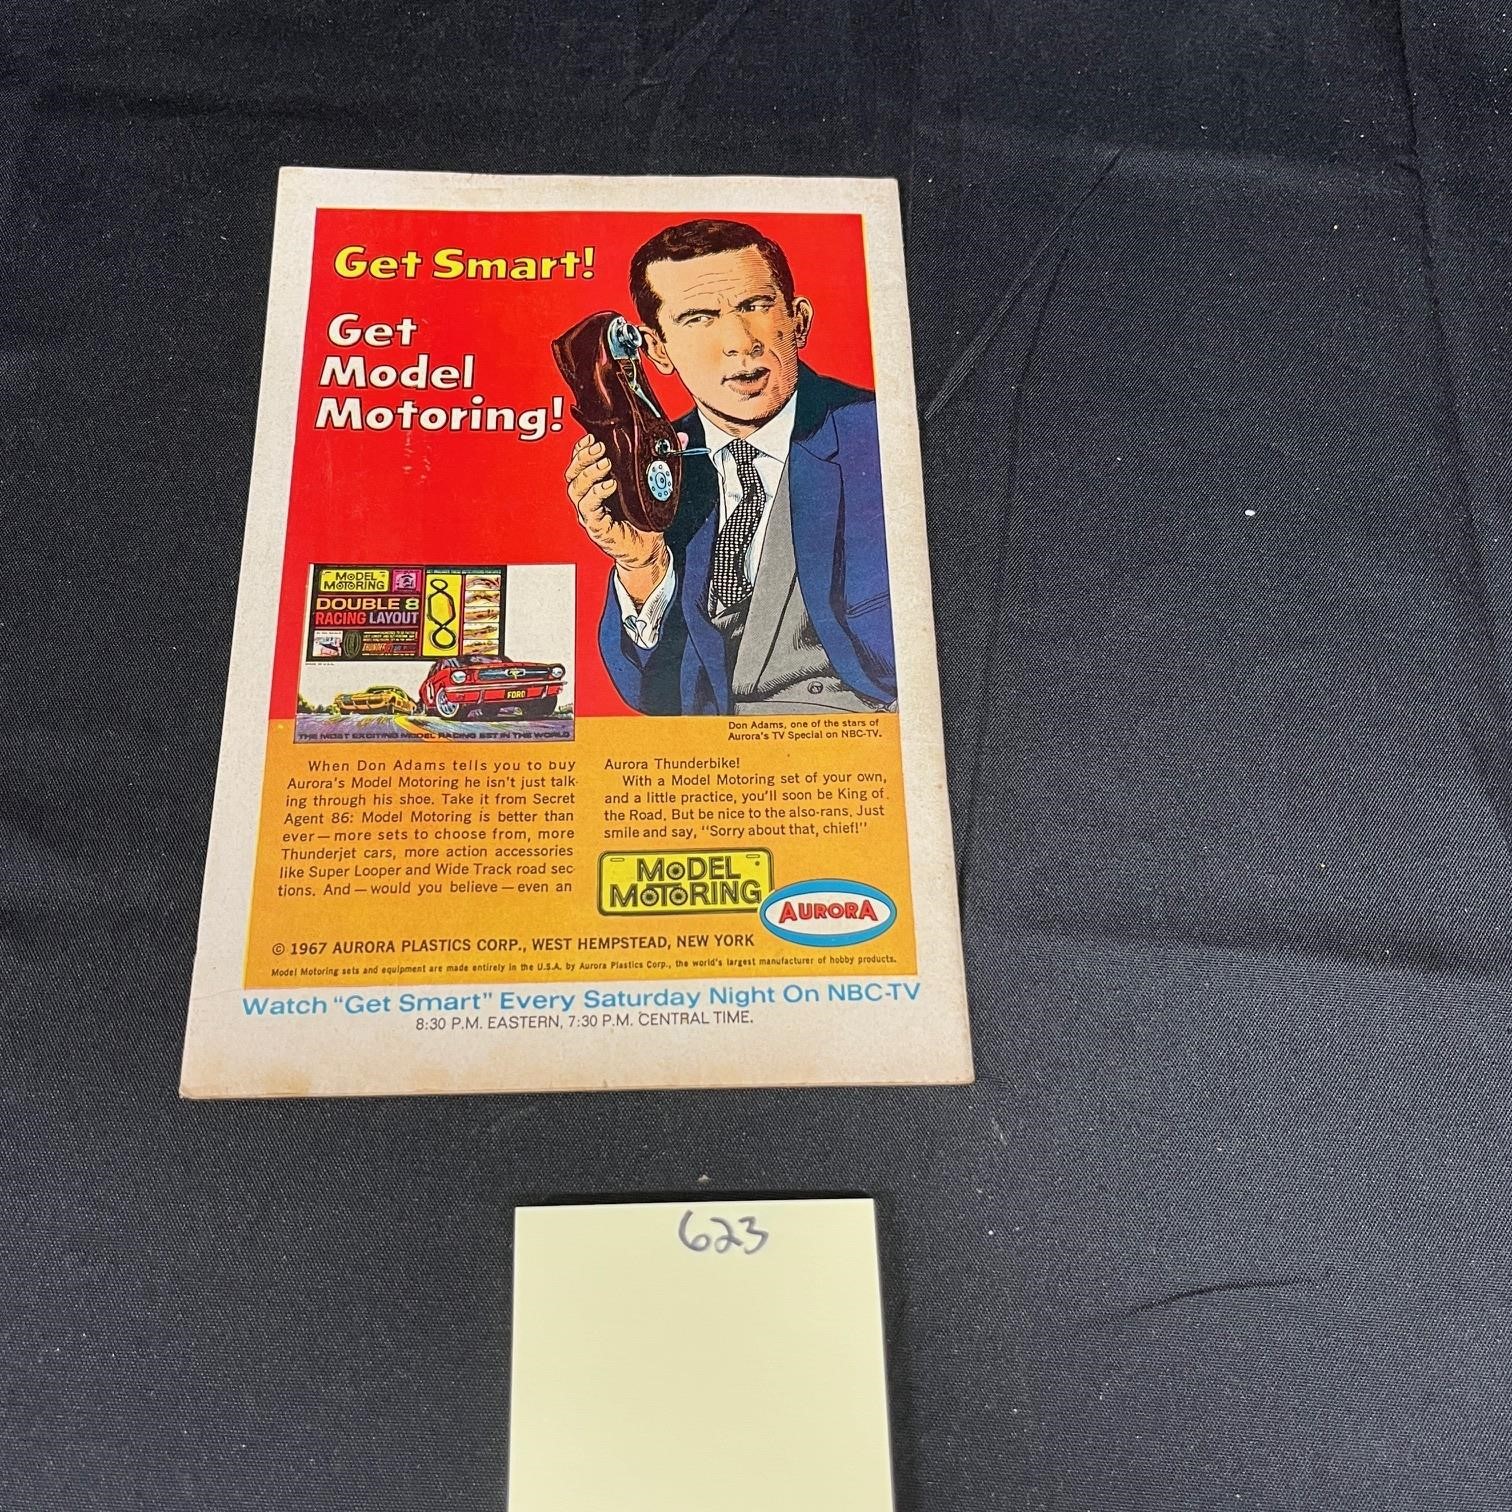 Get Smart!
Get
Model
Motoring!
MODEL
MOTORING
DOUBLE 8
RACING LAYOUT
FORD
THE MOST EXCITING MODEL RACING SET IN THE WORLD
Don Adams, one of the stars of
Aurora's TV Special on NBC-TV.
When Don Adams tells you to buy
Aurora's Model Motoring he isn't just talk-
ing through his shoe. Take it from Secret
Agent 86: Model Motoring is better than
ever — more sets to choose from, more
Thunderjet cars, more action accessories
like Super Looper and Wide Track road sec-
tions. And — would you believe — even an
Aurora Thunderbike!
With a Model Motoring set of your own,
and a little practice, you'll soon be King of
the Road. But be nice to the also-rans. Just
smile and say, "Sorry about that, chief!"
MODEL
MOTORING
AURORA
© 1967 AURORA PLASTICS CORP., WEST HEMPSTEAD, NEW YORK
Model Motoring sets and equipment are made entirely in the U.S.A. by Aurora Plastics Corp., the world's largest manufacturer of hobby products.
Watch "Get Smart" Every Saturday Night On NBC-TV
8:30 P.M. EASTERN, 7:30 P.M. CENTRAL TIME.
623